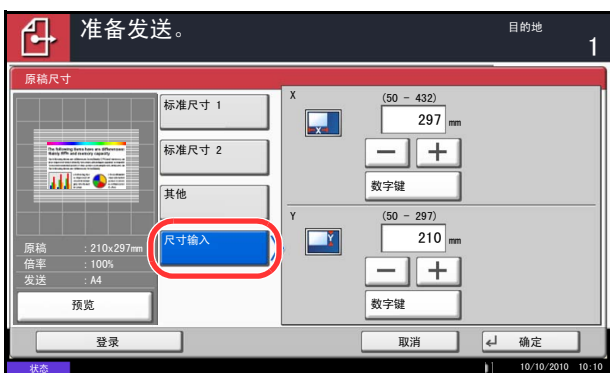 准备发送。
目的地
1
原稿尺寸
标准尺寸 1
标准尺寸 2
其他
尺寸输入
原稿 : 210×297mm
倍率 : 100%
发送 : A4
预览
X
(50 - 432)
297 mm
X
数字键
Y
(50 - 297)
210 mm
Y
数字键
登录
取消
确定
状态
10/10/2010 10:10